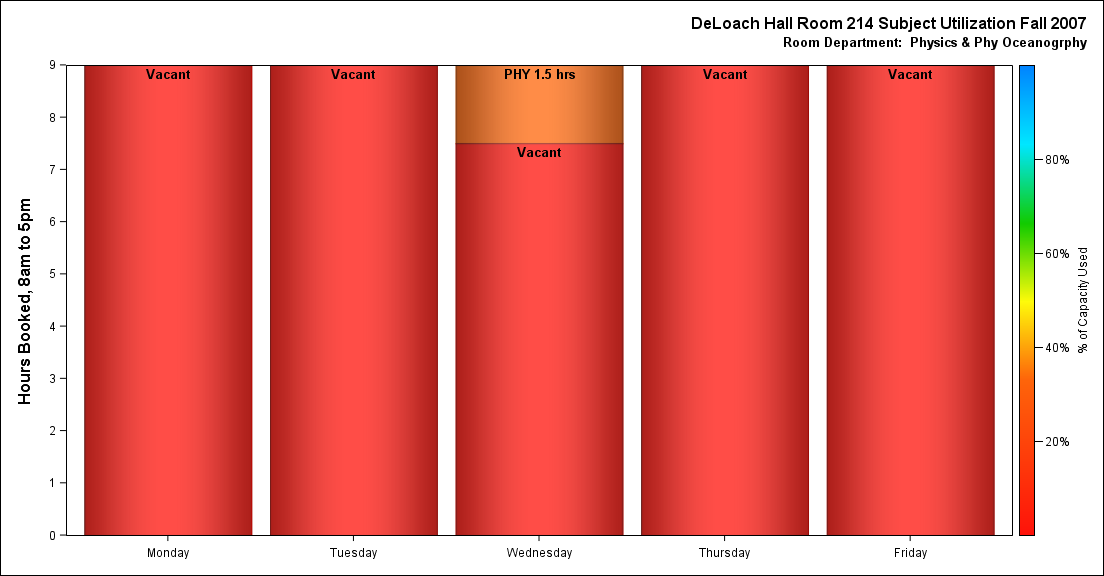 DeLoach Hall Room 214 Subject Utilization Fall 2007
Room Department:  Physics & Phy Oceanogrphy
Hours Booked, 8am to 5pm
9
8
7
6
5
4
3
2
1
0
Vacant
Vacant
PHY 1.5 hrs
Vacant
Vacant
Vacant
Monday
Tuesday
Wednesday
Thursday
Friday
80%
60%
40%
20%
% of Capacity Used